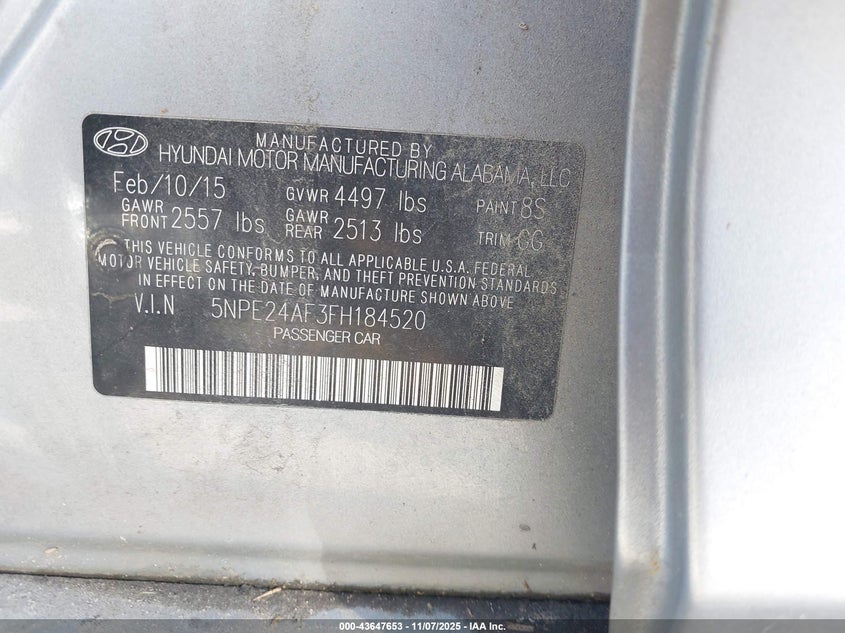 MANUFACTURED BY
HYUNDAI MOTOR MANUFACTURING ALABAMA, LLC
Feb/10/15 GVWR 4497 lbs PAINT 8S
GAWR FRONT 2557 lbs GAWR REAR 2513 lbs TRIM GG
THIS VEHICLE CONFORMS TO ALL APPLICABLE U.S.A. FEDERAL
MOTOR VEHICLE SAFETY, BUMPER, AND THEFT PREVENTION STANDARDS
IN EFFECT ON THE DATE OF MANUFACTURE SHOWN ABOVE
V.I.N 5NPE24AF3FH184520
PASSENGER CAR
000-43647653 — 11/07/2025 — IAA Inc.